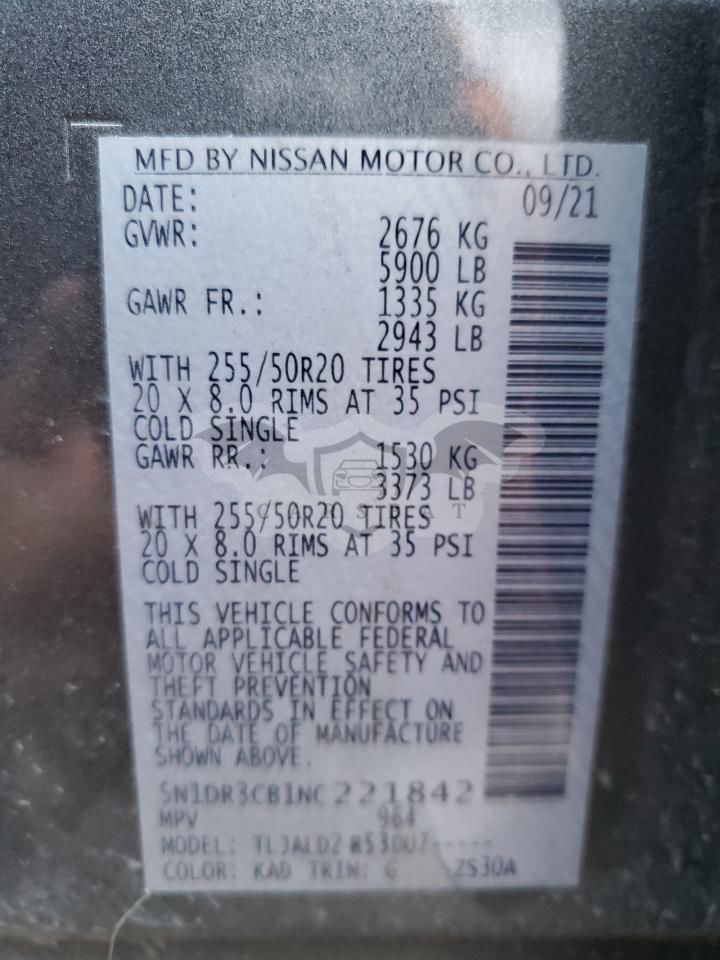 MFD BY NISSAN MOTOR CO., LTD.
DATE: 09/21
GVWR: 2676 KG
5900 LB
GAWR FR.: 1335 KG
2943 LB
WITH 255/50R20 TIRES
20 X 8.0 RIMS AT 35 PSI
COLD SINGLE
GAWR RR.: 1530 KG
3373 LB
WITH 255/50R20 TIRES
20 X 8.0 RIMS AT 35 PSI
COLD SINGLE
THIS VEHICLE CONFORMS TO
ALL APPLICABLE FEDERAL
MOTOR VEHICLE SAFETY AND
THEFT PREVENTION
STANDARDS IN EFFECT ON
THE DATE OF MANUFACTURE
SHOWN ABOVE.
5N1DR3CB1NC221842
MPV 964
MODEL:
COLOR: KAD TRIM: G ZS30A